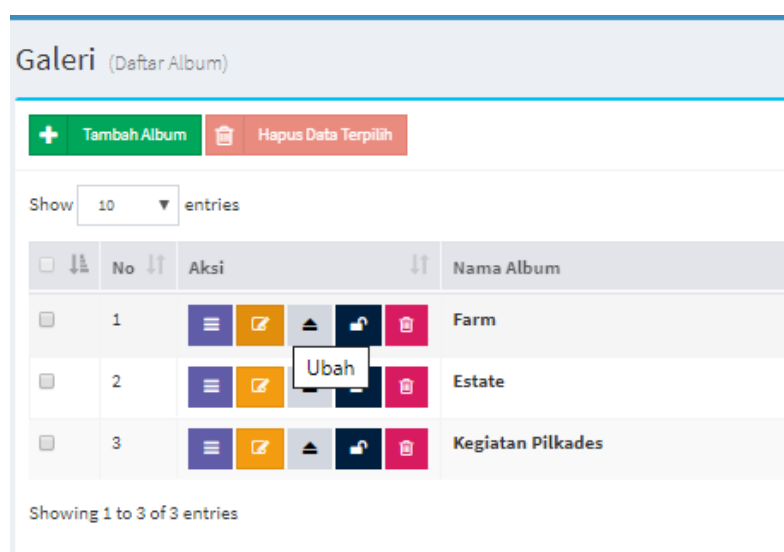 Galeri (Daftar Album)
Tambah Album Hapus Data Terpilih
Show 10 entries
No Aksi Nama Album
1 Farm
Ubah
2 Estate
3 Kegiatan Pilkades
Showing 1 to 3 of 3 entries